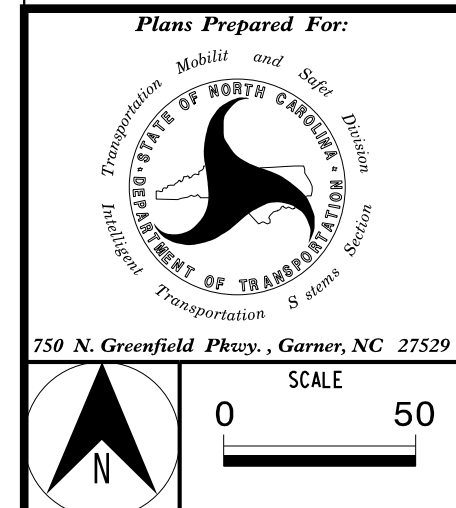 Plans Prepared For:
Transportation Mobilit and Safet Division
STATE OF NORTH CAROLINA
DEPARTMENT OF TRANSPORTATION
Intelligent Transportation S stems Section
750 N. Greenfield Pkwy. , Garner, NC 27529
SCALE
0 50
N